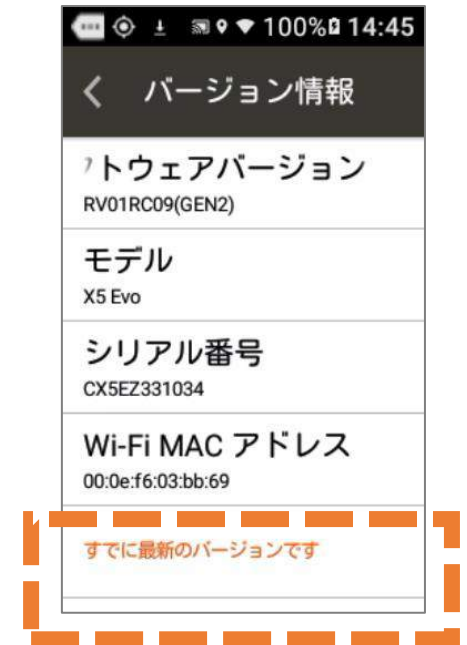 100% 14:45
バージョン情報
トウェアバージョン
RV01RC09(GEN2)
モデル
X5 Evo
シリアル番号
CX5EZ331034
Wi-Fi MAC アドレス
00:0e:f6:03:bb:69
すでに最新のバージョンです